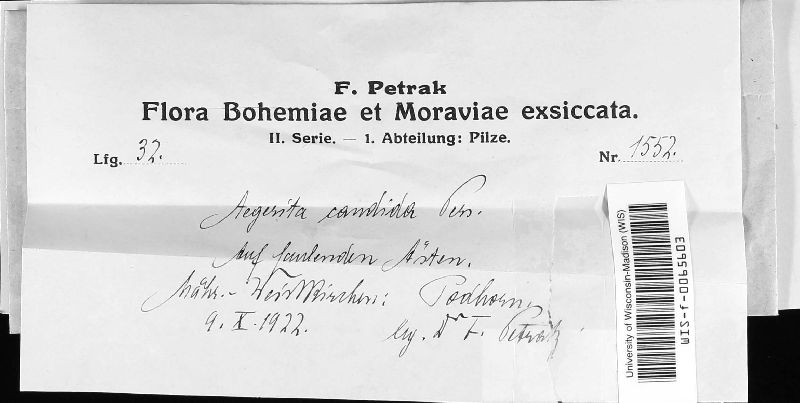 F. Petrak
Flora Bohemiae et Moraviae exsiccata.
II. Serie. — 1. Abteilung: Pilze.
Lfg. 32.
Nr. 1552.
Aegerita candida Pers.
Auf faulenden Ästen.
Mähr.-Weisskirchen: Podhorn
9. X. 1922.
leg. Dr F. Petrak
University of Wisconsin-Madison (WIS)
WIS-f-0065603